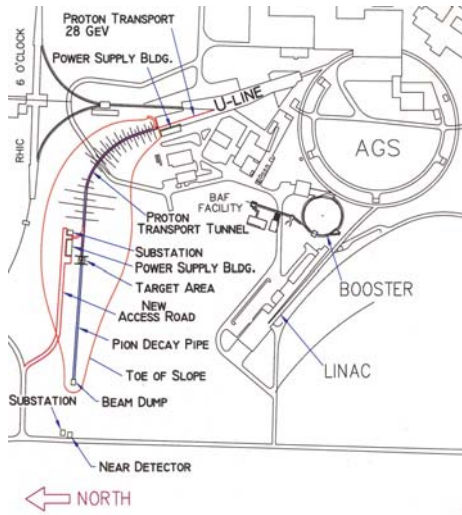 PROTON TRANSPORT
28 GEV
POWER SUPPLY BLDG.
6 O'CLOCK
RHIC
U-LINE
AGS
BAF
FACILITY
PROTON
TRANSPORT TUNNEL
SUBSTATION
POWER SUPPLY BLDG.
TARGET AREA
NEW
ACCESS ROAD
BOOSTER
PION DECAY PIPE
LINAC
TOE OF SLOPE
SUBSTATION
BEAM DUMP
NEAR DETECTOR
NORTH